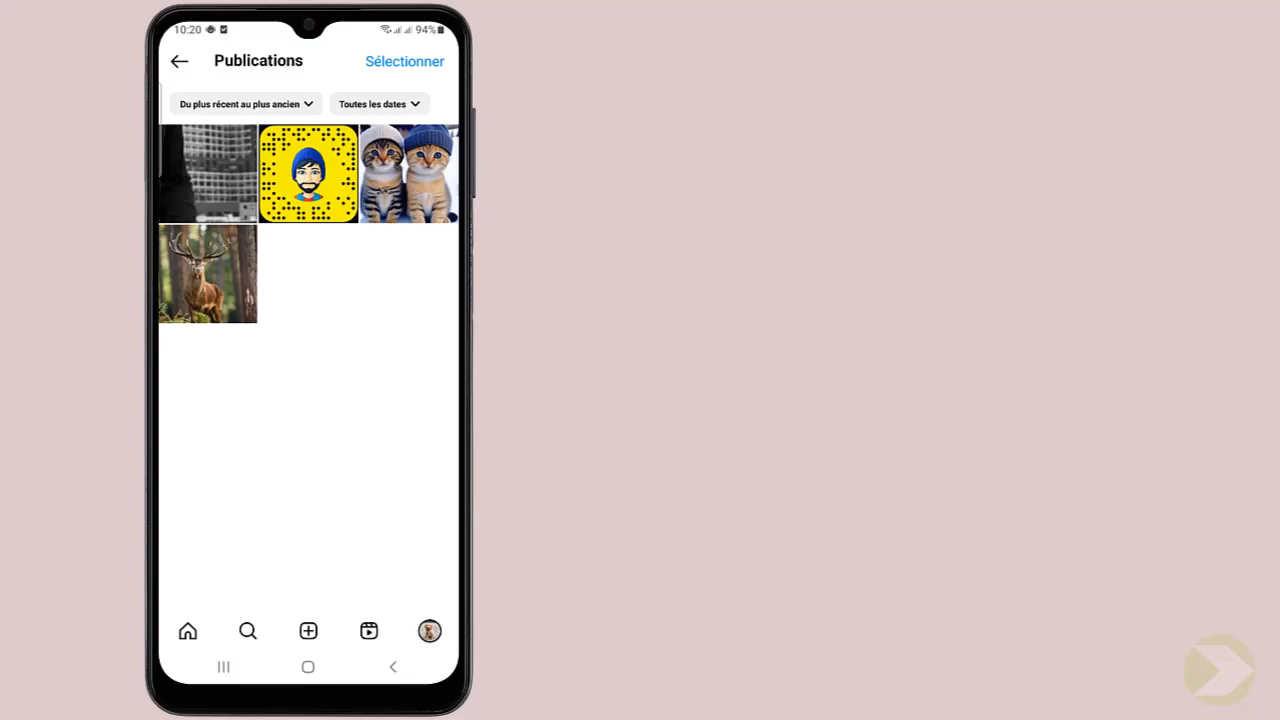 10:20
94%
Publications
Sélectionner
Du plus récent au plus ancien
Toutes les dates